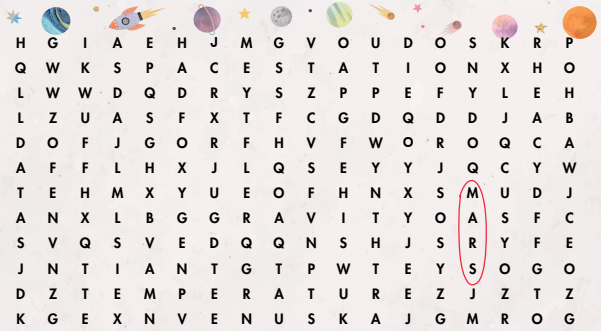 H G I A E H J M G V O U D O S K R P
Q W K S P A C E S T A T I O N X H O
L W W D Q D R Y S Z P P E F Y L E H
L Z U A S F X T F C G D Q D D J A B
D O F J G O R F H V F W O R O Q C A
A F F L H X J L Q S E Y Y J Q C Y W
T E H M X Y U E O F H N X S M U D J
A N X L B G G R A V I T Y O A S F C
S V Q S V E D Q Q N S H J S R Y F E
J N T I A N T G T P W T E Y S O G O
D Z T E M P E R A T U R E Z J Z T Z
K G E X N V E N U S K A J G M R O G